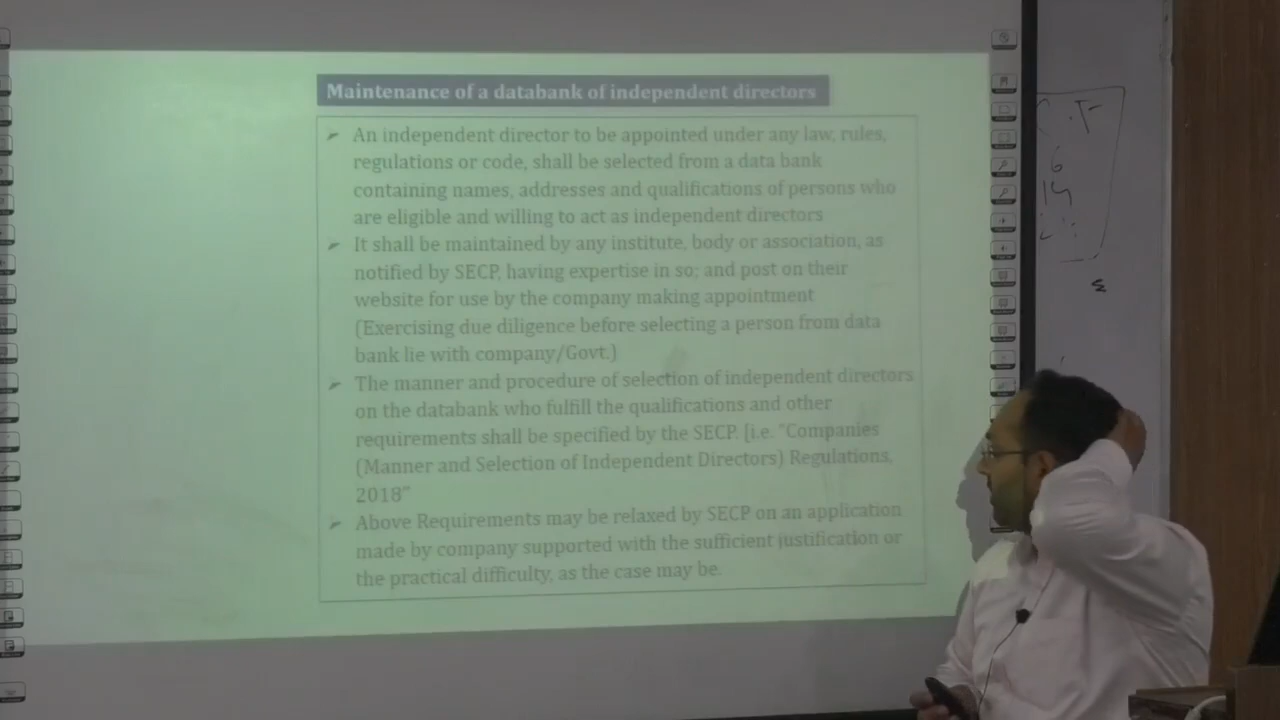 Maintenance of a databank of independent directors
An independent director to be appointed under any law, rules,
regulations or code, shall be selected from a data bank
containing names, addresses and qualifications of persons who
are eligible and willing to act as independent directors
It shall be maintained by any institute, body or association, as
notified by SECP, having expertise in so; and post on their
website for use by the company making appointment
(Exercising due diligence before selecting a person from data
bank lie with company/Govt.)
The manner and procedure of selection of independent directors
on the databank who fulfill the qualifications and other
requirements shall be specified by the SECP. [i.e. "Companies
(Manner and Selection of Independent Directors) Regulations,
2018"
Above Requirements may be relaxed by SECP on an application
made by company supported with the sufficient justification or
the practical difficulty, as the case may be.